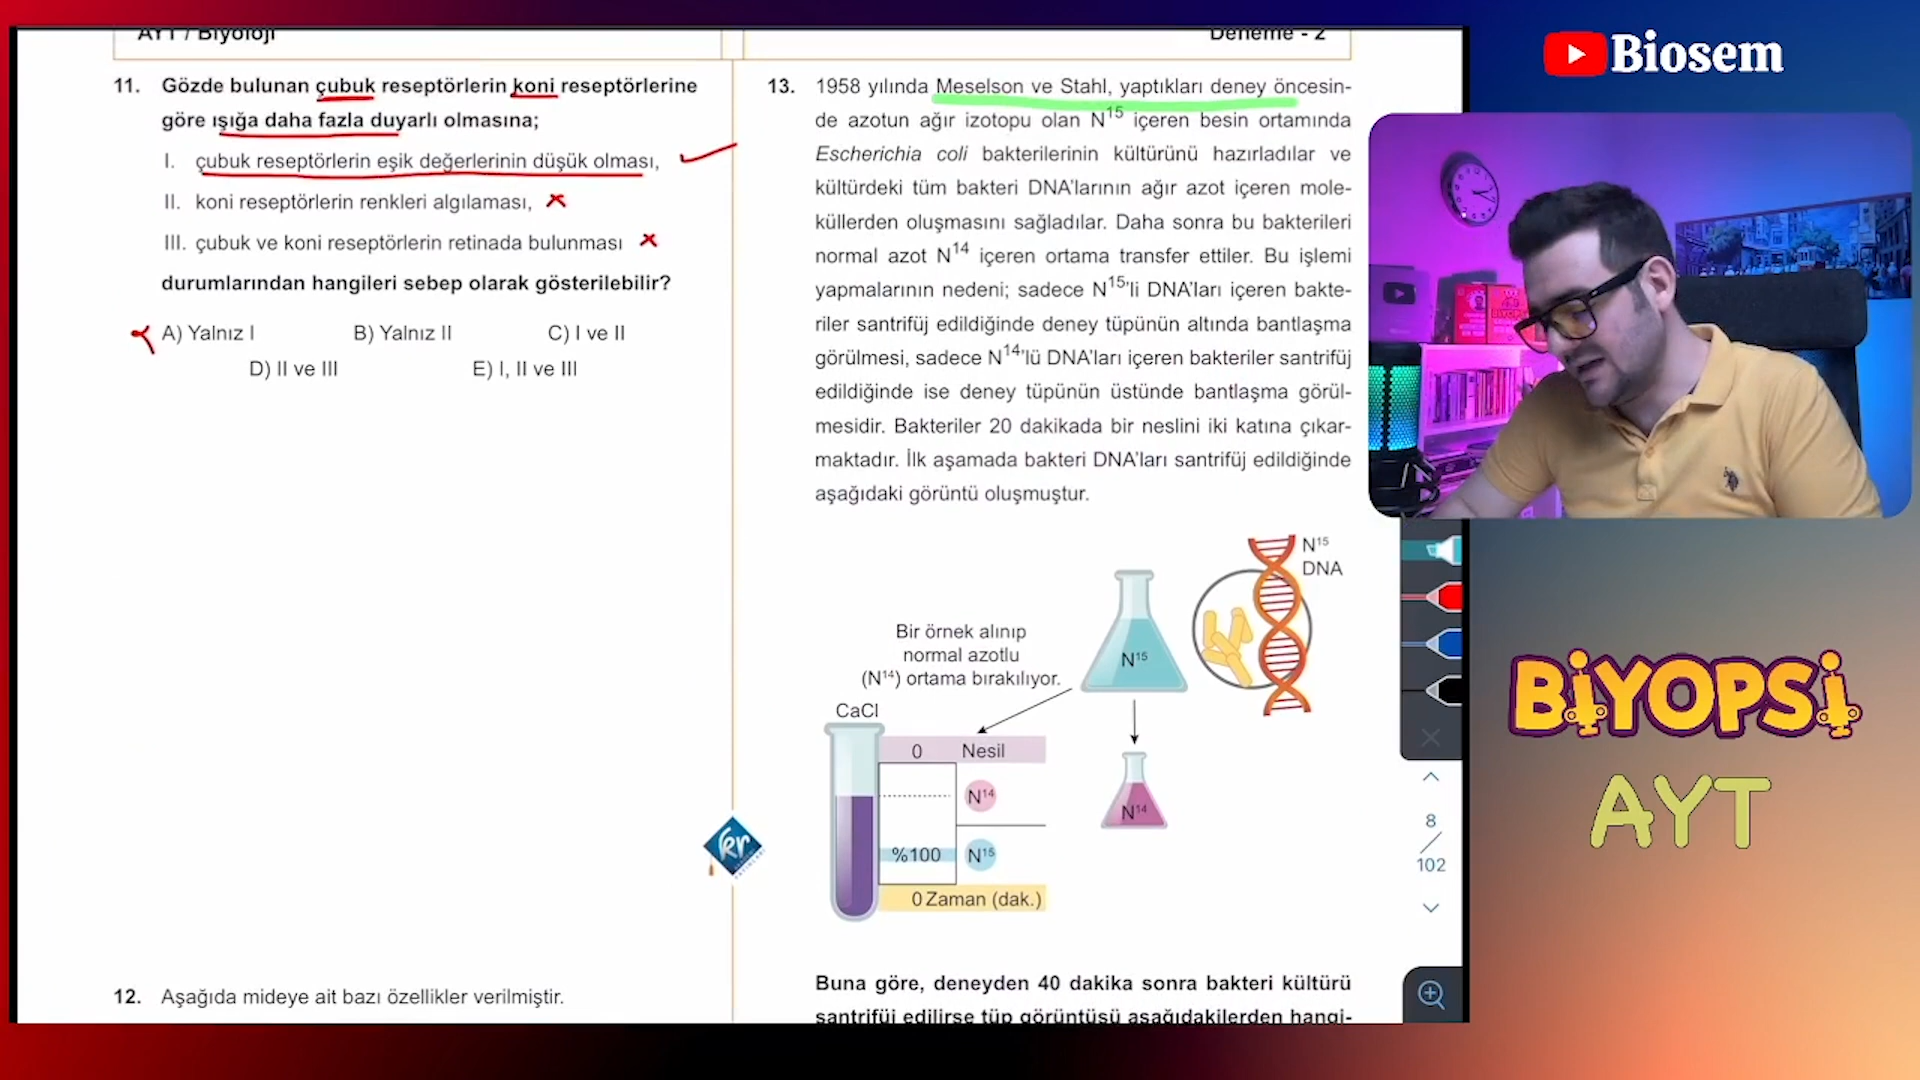 AYT / Biyoloji
Deneme - 2
11. Gözde bulunan çubuk reseptörlerin koni reseptörlerine
göre ışığa daha fazla duyarlı olmasına;
I. çubuk reseptörlerin eşik değerlerinin düşük olması,
II. koni reseptörlerin renkleri algılaması,
III. çubuk ve koni reseptörlerin retinada bulunması
durumlarından hangileri sebep olarak gösterilebilir?
A) Yalnız I B) Yalnız II C) I ve II
D) II ve III E) I, II ve III
12. Aşağıda mideye ait bazı özellikler verilmiştir.
13. 1958 yılında Meselson ve Stahl, yaptıkları deney öncesin-
de azotun ağır izotopu olan N¹⁵ içeren besin ortamında
Escherichia coli bakterilerinin kültürünü hazırladılar ve
kültürdeki tüm bakteri DNA'larının ağır azot içeren mole-
küllerden oluşmasını sağladılar. Daha sonra bu bakterileri
normal azot N¹⁴ içeren ortama transfer ettiler. Bu işlemi
yapmalarının nedeni; sadece N¹⁵'li DNA'ları içeren bakte-
riler santrifüj edildiğinde deney tüpünün altında bantlaşma
görülmesi, sadece N¹⁴'lü DNA'ları içeren bakteriler santrifüj
edildiğinde ise deney tüpünün üstünde bantlaşma görül-
mesidir. Bakteriler 20 dakikada bir neslini iki katına çıkar-
maktadır. İlk aşamada bakteri DNA'ları santrifüj edildiğinde
aşağıdaki görüntü oluşmuştur.
N¹⁵
DNA
Bir örnek alınıp
normal azotlu
(N¹⁴) ortama bırakılıyor.
N¹⁵
CaCl
0 Nesil
N¹⁴
N¹⁴
%100 N¹⁵
0 Zaman (dak.)
Buna göre, deneyden 40 dakika sonra bakteri kültürü
santrifüj edilirse tüp görüntüsü aşağıdakilerden hangi-
kr
Biosem
8
102
BİYOPSİ
AYT